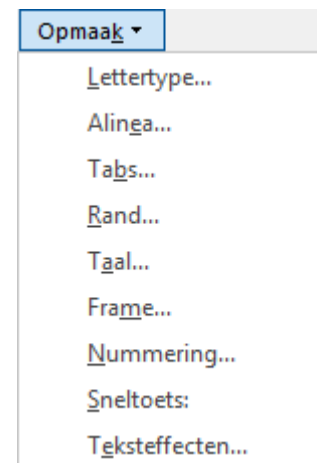 Opmaak
Lettertype...
Alinea...
Tabs...
Rand...
Taal...
Frame...
Nummering...
Sneltoets:
Teksteffecten...